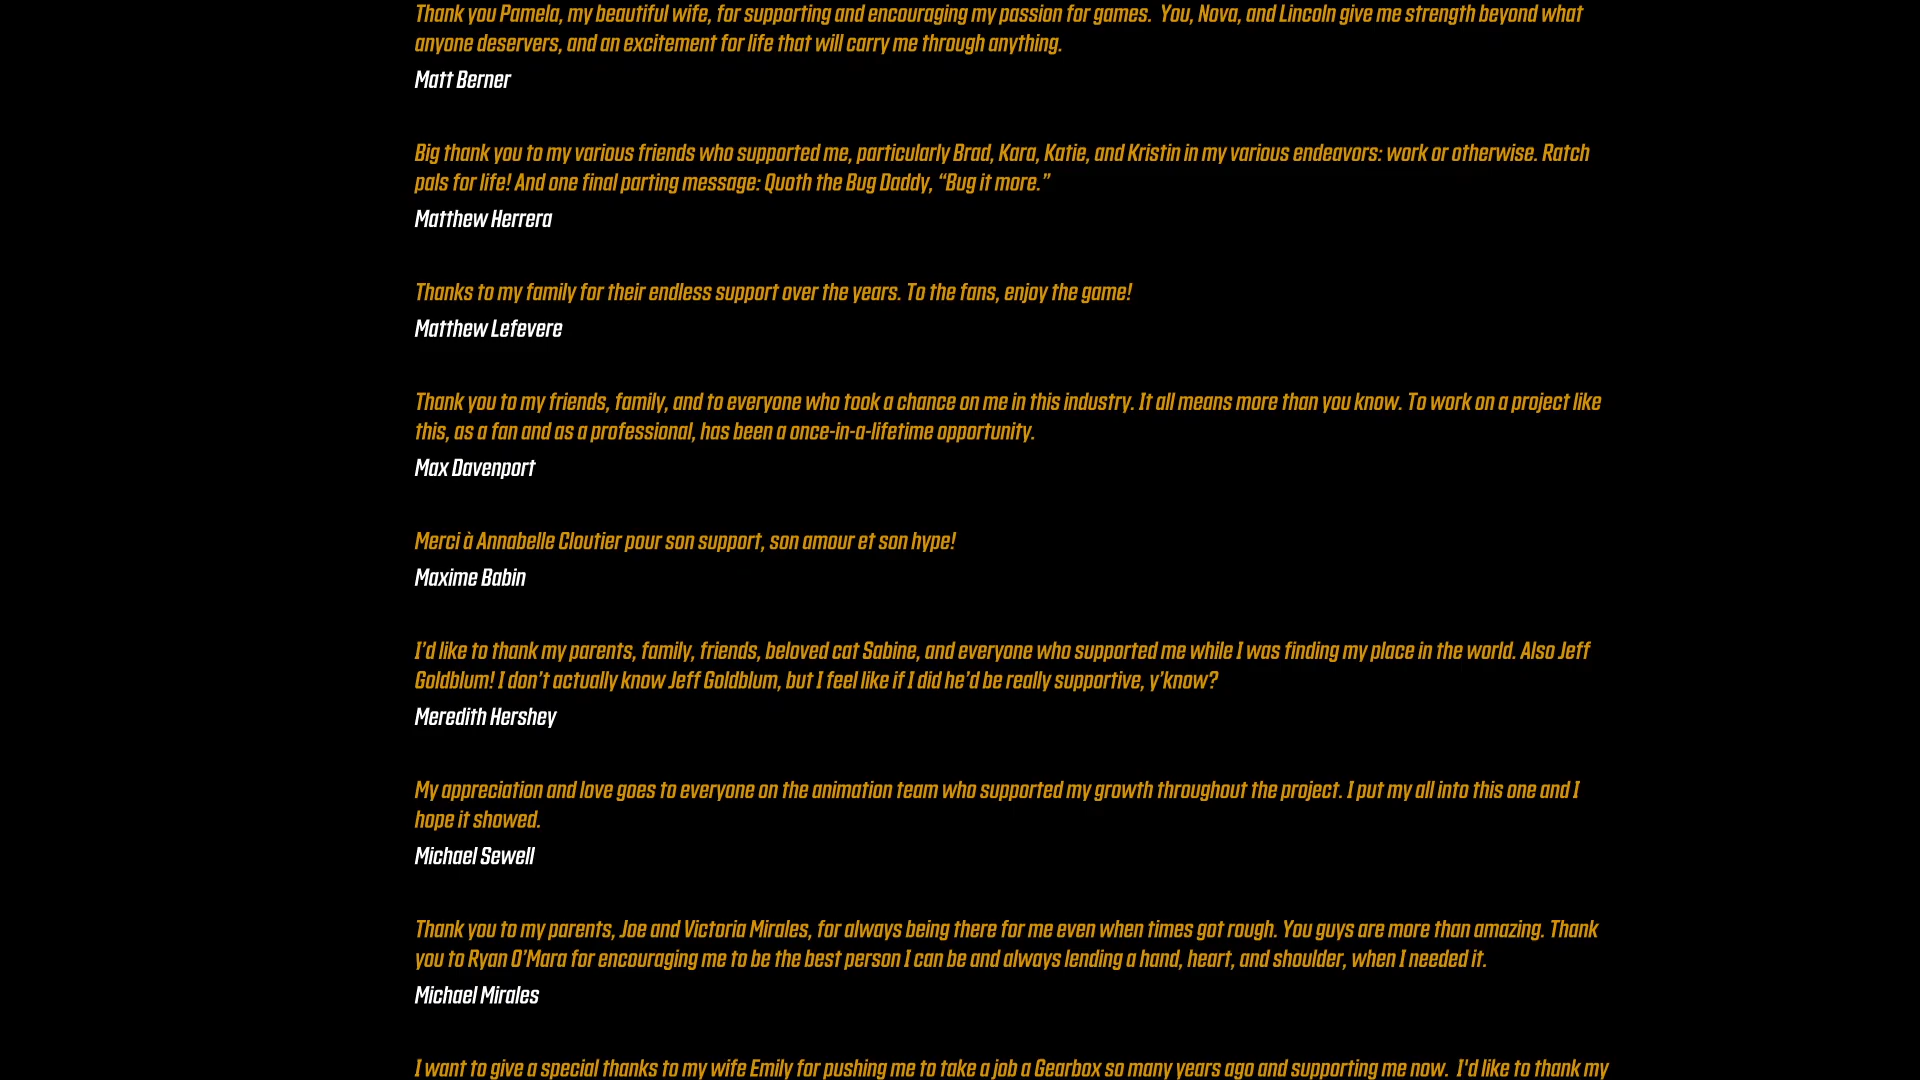 Thank you Pamela, my beautiful wife, for supporting and encouraging my passion for games.  You, Nova, and Lincoln give me strength beyond what
anyone deservers, and an excitement for life that will carry me through anything.
Matt Berner
Big thank you to my various friends who supported me, particularly Brad, Kara, Katie, and Kristin in my various endeavors: work or otherwise. Ratch
pals for life! And one final parting message: Quoth the Bug Daddy, “Bug it more.”
Matthew Herrera
Thanks to my family for their endless support over the years. To the fans, enjoy the game!
Matthew Lefevere
Thank you to my friends, family, and to everyone who took a chance on me in this industry. It all means more than you know. To work on a project like
this, as a fan and as a professional, has been a once-in-a-lifetime opportunity.
Max Davenport
Merci à Annabelle Cloutier pour son support, son amour et son hype!
Maxime Babin
I’d like to thank my parents, family, friends, beloved cat Sabine, and everyone who supported me while I was finding my place in the world. Also Jeff
Goldblum! I don’t actually know Jeff Goldblum, but I feel like if I did he’d be really supportive, y’know?
Meredith Hershey
My appreciation and love goes to everyone on the animation team who supported my growth throughout the project. I put my all into this one and I
hope it showed.
Michael Sewell
Thank you to my parents, Joe and Victoria Mirales, for always being there for me even when times got rough. You guys are more than amazing. Thank
you to Ryan O’Mara for encouraging me to be the best person I can be and always lending a hand, heart, and shoulder, when I needed it.
Michael Mirales
I want to give a special thanks to my wife Emily for pushing me to take a job a Gearbox so many years ago and supporting me now.  I'd like to thank my